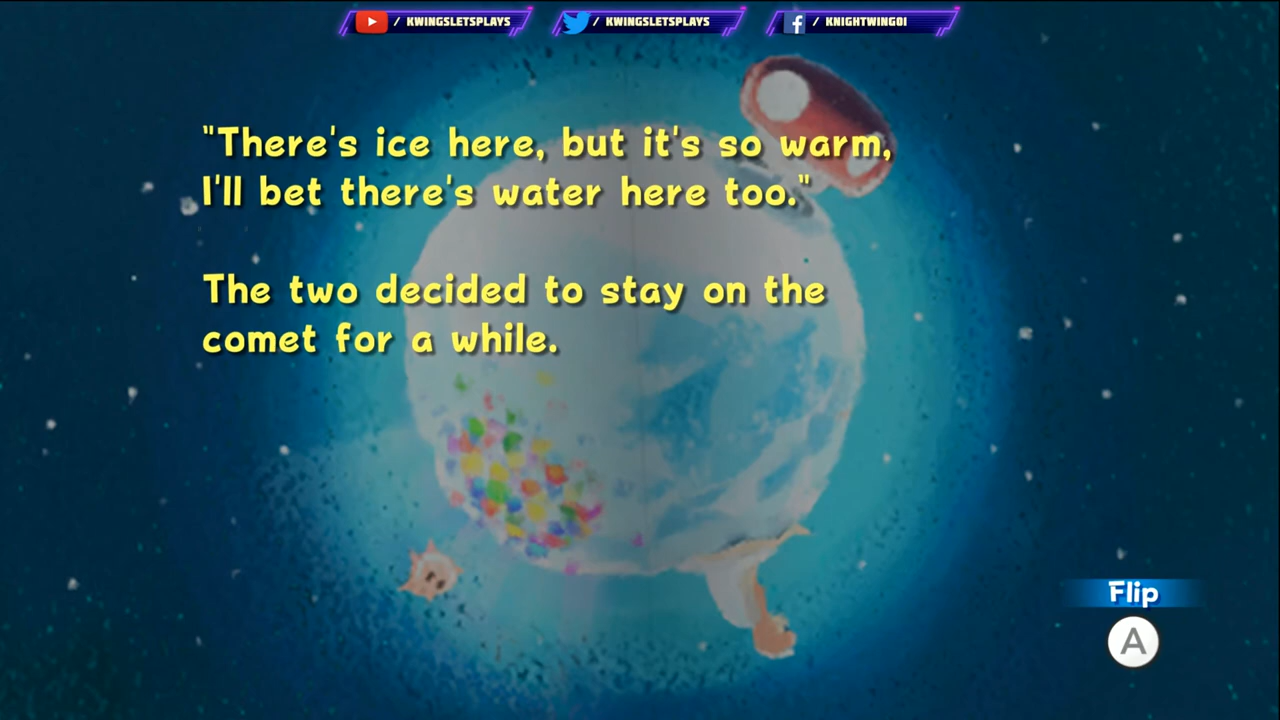 / KWINGSLETSPLAYS / KWINGSLETSPLAYS / KNIGHTWING01
"There's ice here, but it's so warm,
I'll bet there's water here too."
The two decided to stay on the
comet for a while.
Flip
A